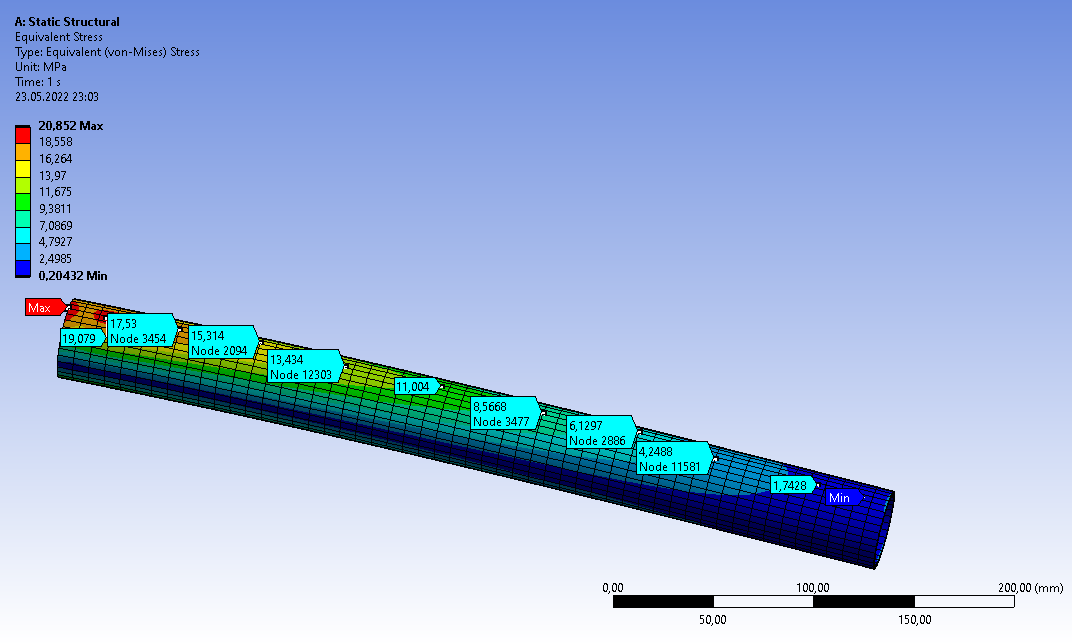 A: Static Structural
Equivalent Stress
Type: Equivalent (von-Mises) Stress
Unit: MPa
Time: 1 s
23.05.2022 23:03
20,852 Max
18,558
16,264
13,97
11,675
9,3811
7,0869
4,7927
2,4985
0,20432 Min
Max
19,079
17,53
Node 3454
15,314
Node 2094
13,434
Node 12303
11,004
8,5668
Node 3477
6,1297
Node 2886
4,2488
Node 11581
1,7428
Min
0,00
100,00
200,00 (mm)
50,00
150,00